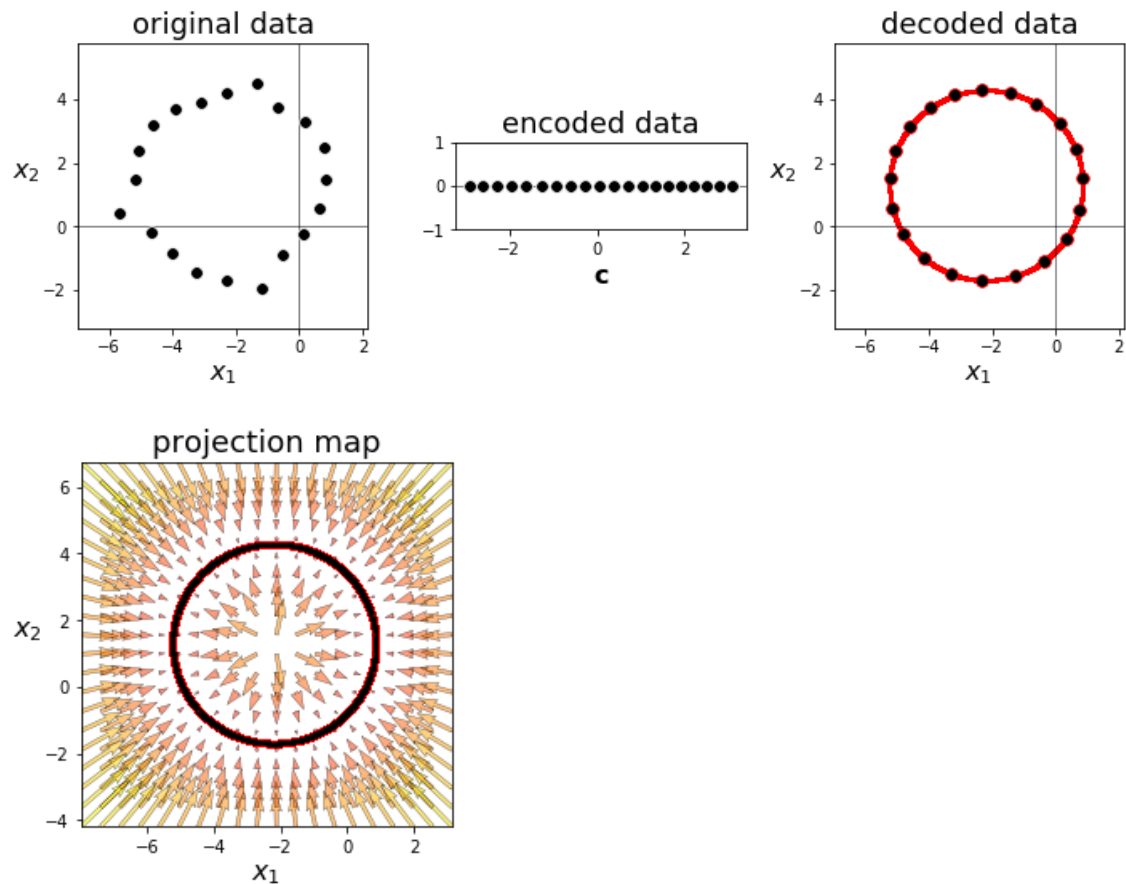 original data
4
2
0
−2
x₂
−6 −4 −2 0 2
x₁
encoded data
1
0
−1
−2 0 2
c
decoded data
4
2
0
−2
x₂
−6 −4 −2 0 2
x₁
projection map
6
4
2
0
−2
−4
x₂
−6 −4 −2 0 2
x₁